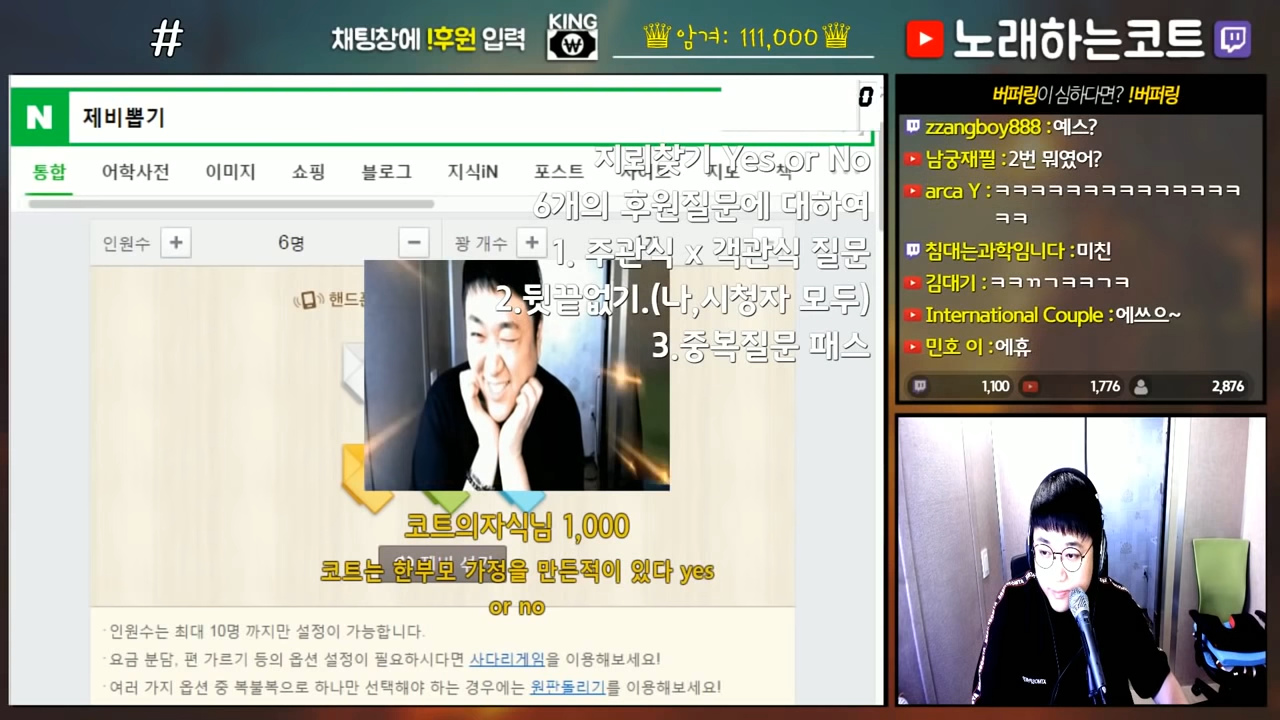 #
채팅창에 !후원 입력
KING
₩
암겨: 111,000
노래하는코트
N
제비뽑기
0
통합 어학사전 이미지 쇼핑 블로그 지식iN 포스트
지뢰찾기 Yes or No
6개의 후원질문에 대하여
인원수 + 6명 − 꽝 개수 +
1. 주관식 x 객관식 질문
2.뒷끝없기.(나,시청자 모두)
3.중복질문 패스
코트의자식님 1,000
코트는 한부모 가정을 만든적이 있다 yes
or no
·인원수는 최대 10명 까지만 설정이 가능합니다.
·요금 분담, 편 가르기 등의 옵션 설정이 필요하시다면 사다리게임을 이용해보세요!
·여러 가지 옵션 중 복불복으로 하나만 선택해야 하는 경우에는 원판돌리기를 이용해보세요!
버퍼링이 심하다면? !버퍼링
zzangboy888 :예스?
남궁재필 :2번 뭐였어?
arca Y :ㅋㅋㅋㅋㅋㅋㅋㅋㅋㅋㅋㅋㅋㅋㅋ
ㅋㅋ
침대는과학입니다 :미친
김대기 :ㅋㅋㄲㅋㅋㄱㅋ
International Couple :에쓰으~
민호 이 :에휴
1,100 1,776 2,876